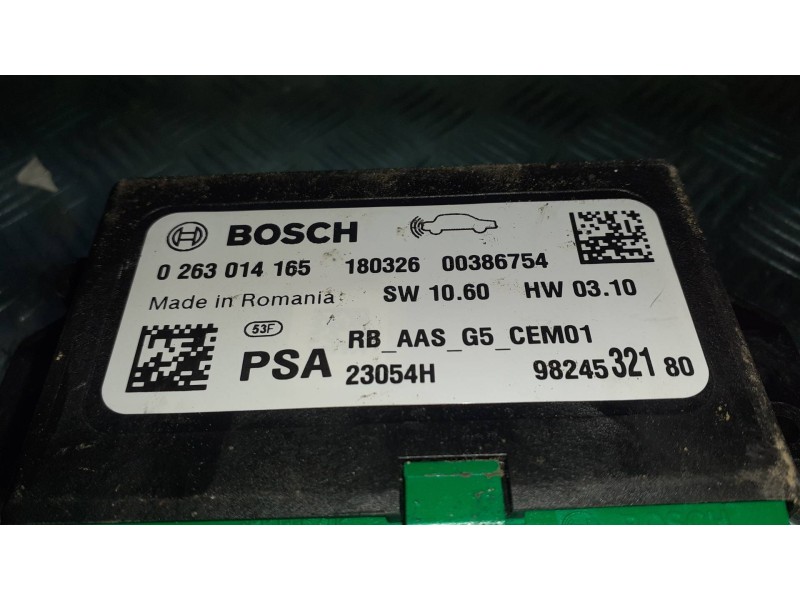 BOSCH
0 263 014 165 180326 00386754
Made in Romania SW 10.60 HW 03.10
53F
PSA RB_AAS_G5_CEM01
23054H 98245 321 80
BOSCH